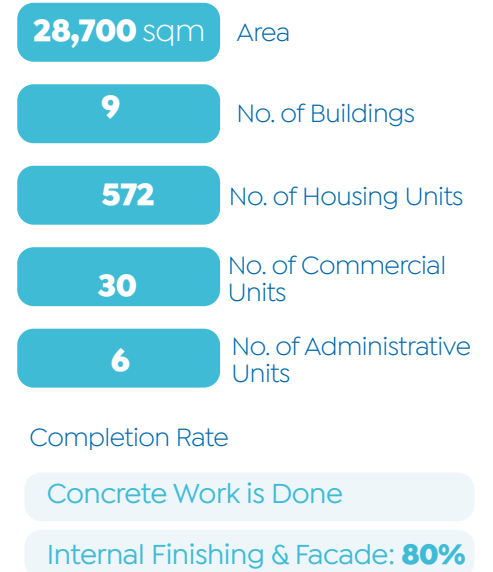 28,700 sqm Area
9 No. of Buildings
572 No. of Housing Units
30 No. of Commercial
Units
6 No. of Administrative
Units
Completion Rate
Concrete Work is Done
Internal Finishing & Facade: 80%